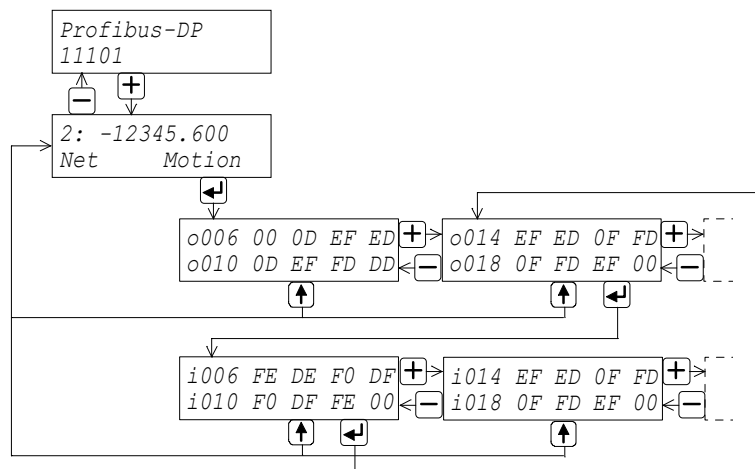 Profibus-DP
11101
2: -12345.600
Net Motion
o006 00 0D EF ED
o010 0D EF FD DD
o014 EF ED 0F FD
o018 0F FD EF 00
i006 FE DE F0 DF
i010 F0 DF FE 00
i014 EF ED 0F FD
i018 0F FD EF 00